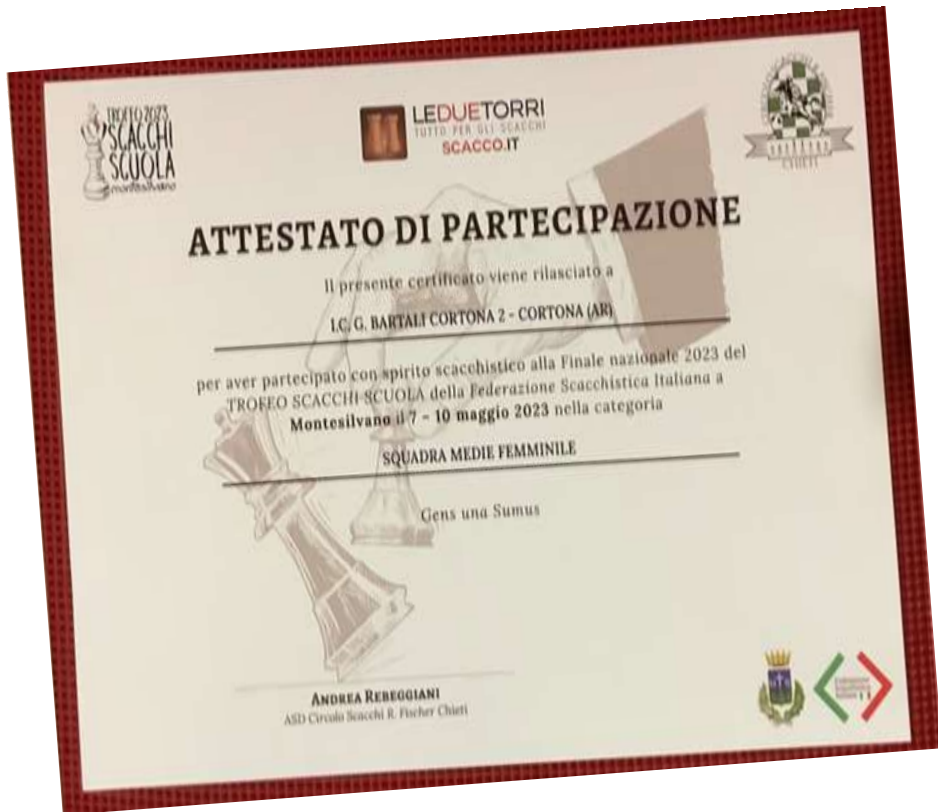 TROFEO 2023
SCACCHI
SCUOLA
montesilvano
LEDUETORRI
TUTTO PER GLI SCACCHI
SCACCO.IT
CHIETI
ATTESTATO DI PARTECIPAZIONE
Il presente certificato viene rilasciato a
I.C. G. BARTALI CORTONA 2 - CORTONA (AR)
per aver partecipato con spirito scacchistico alla Finale nazionale 2023 del
TROFEO SCACCHI SCUOLA della Federazione Scacchistica Italiana a
Montesilvano il 7 - 10 maggio 2023 nella categoria
SQUADRA MEDIE FEMMINILE
Gens una Sumus
ANDREA REBEGGIANI
ASD Circolo Scacchi R. Fischer Chieti